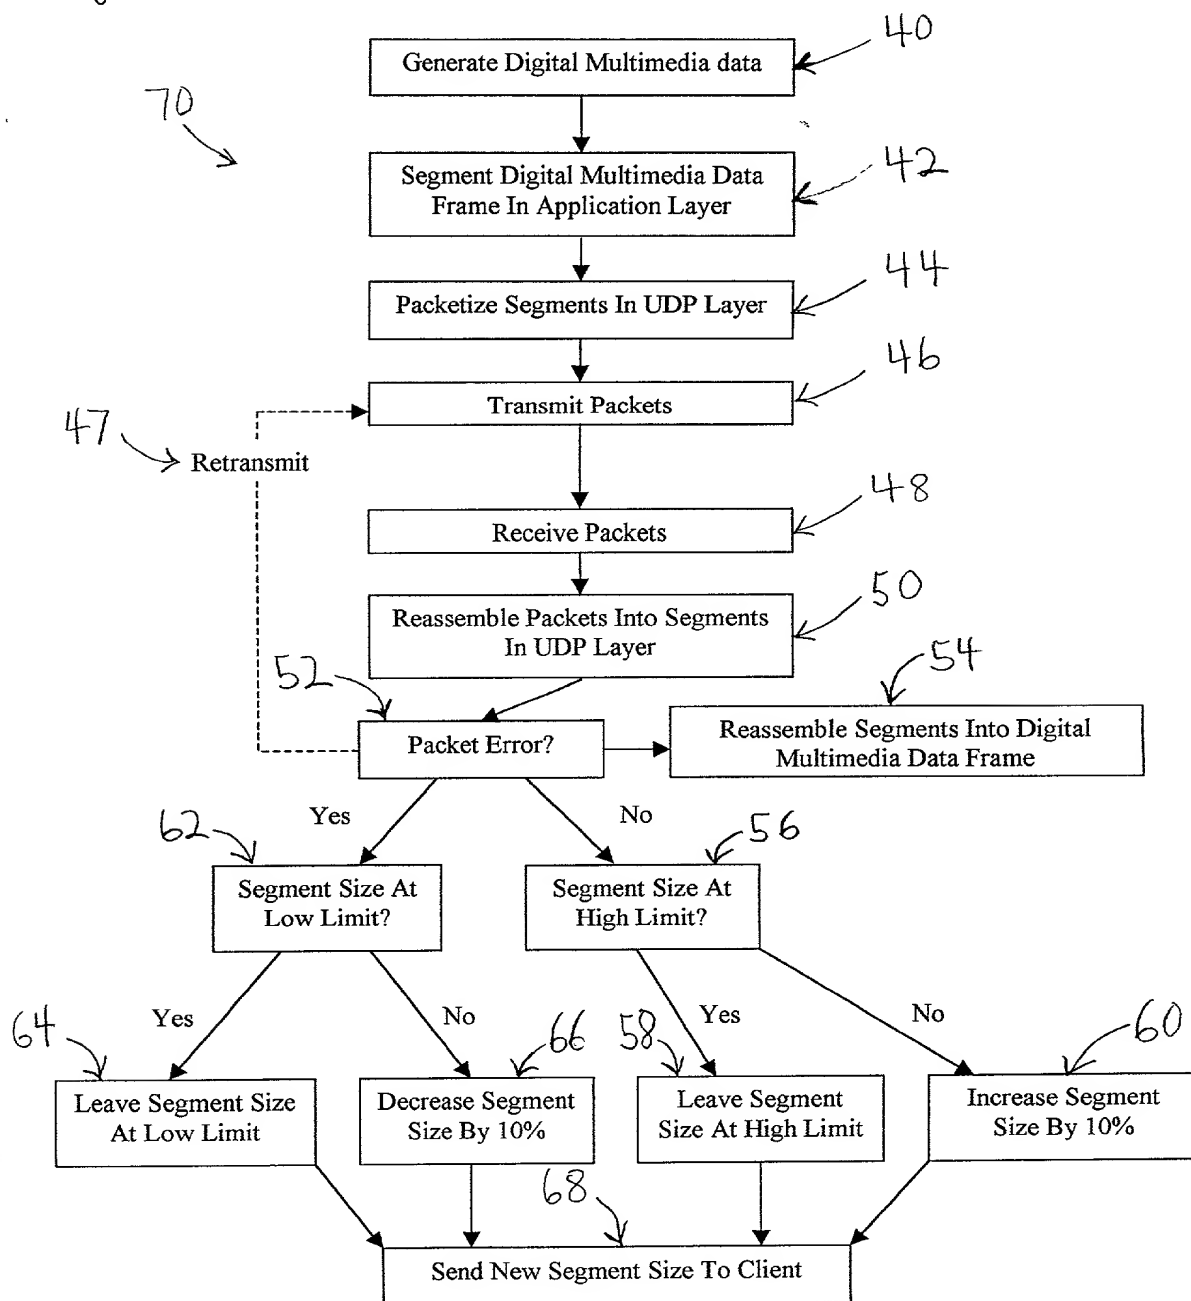 40
Generate Digital Multimedia data
70
42
Segment Digital Multimedia Data
Frame In Application Layer
44
Packetize Segments In UDP Layer
46
Transmit Packets
47
Retransmit
48
Receive Packets
50
Reassemble Packets Into Segments
In UDP Layer
52
54
Packet Error?
Reassemble Segments Into Digital
Multimedia Data Frame
Yes
No
62
56
Segment Size At
Low Limit?
Segment Size At
High Limit?
Yes
No
Yes
No
64
66
58
60
Leave Segment Size
At Low Limit
Decrease Segment
Size By 10%
Leave Segment
Size At High Limit
Increase Segment
Size By 10%
68
Send New Segment Size To Client